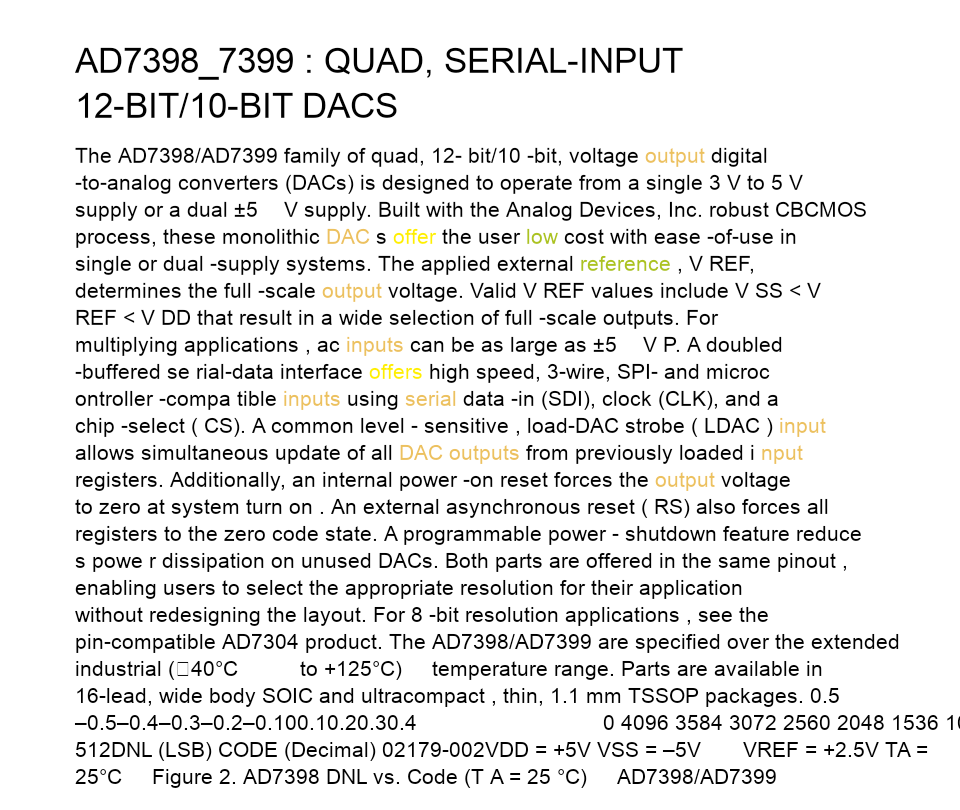 AD7398_7399 : QUAD, SERIAL-INPUT
12-BIT/10-BIT DACS
The AD7398/AD7399 family of quad, 12- bit/10 -bit, voltage output digital
-to-analog converters (DACs) is designed to operate from a single 3 V to 5 V
supply or a dual ±5 V supply. Built with the Analog Devices, Inc. robust CBCMOS
process, these monolithic DAC s offer the user low cost with ease -of-use in
single or dual -supply systems. The applied external reference , V REF,
determines the full -scale output voltage. Valid V REF values include V SS < V
REF < V DD that result in a wide selection of full -scale outputs. For
multiplying applications , ac inputs can be as large as ±5 V P. A doubled
-buffered se rial-data interface offers high speed, 3-wire, SPI- and microc
ontroller -compa tible inputs using serial data -in (SDI), clock (CLK), and a
chip -select ( CS). A common level - sensitive , load-DAC strobe ( LDAC ) input
allows simultaneous update of all DAC outputs from previously loaded i nput
registers. Additionally, an internal power -on reset forces the output voltage
to zero at system turn on . An external asynchronous reset ( RS) also forces all
registers to the zero code state. A programmable power - shutdown feature reduce
s powe r dissipation on unused DACs. Both parts are offered in the same pinout ,
enabling users to select the appropriate resolution for their application
without redesigning the layout. For 8 -bit resolution applications , see the
pin-compatible AD7304 product. The AD7398/AD7399 are specified over the extended
industrial (□40°C to +125°C) temperature range. Parts are available in
16-lead, wide body SOIC and ultracompact , thin, 1.1 mm TSSOP packages. 0.5
–0.5–0.4–0.3–0.2–0.100.10.20.30.4 0 4096 3584 3072 2560 2048 1536
512DNL (LSB) CODE (Decimal) 02179-002VDD = +5V VSS = –5V VREF = +2.5V TA =
25°C Figure 2. AD7398 DNL vs. Code (T A = 25 °C) AD7398/AD7399